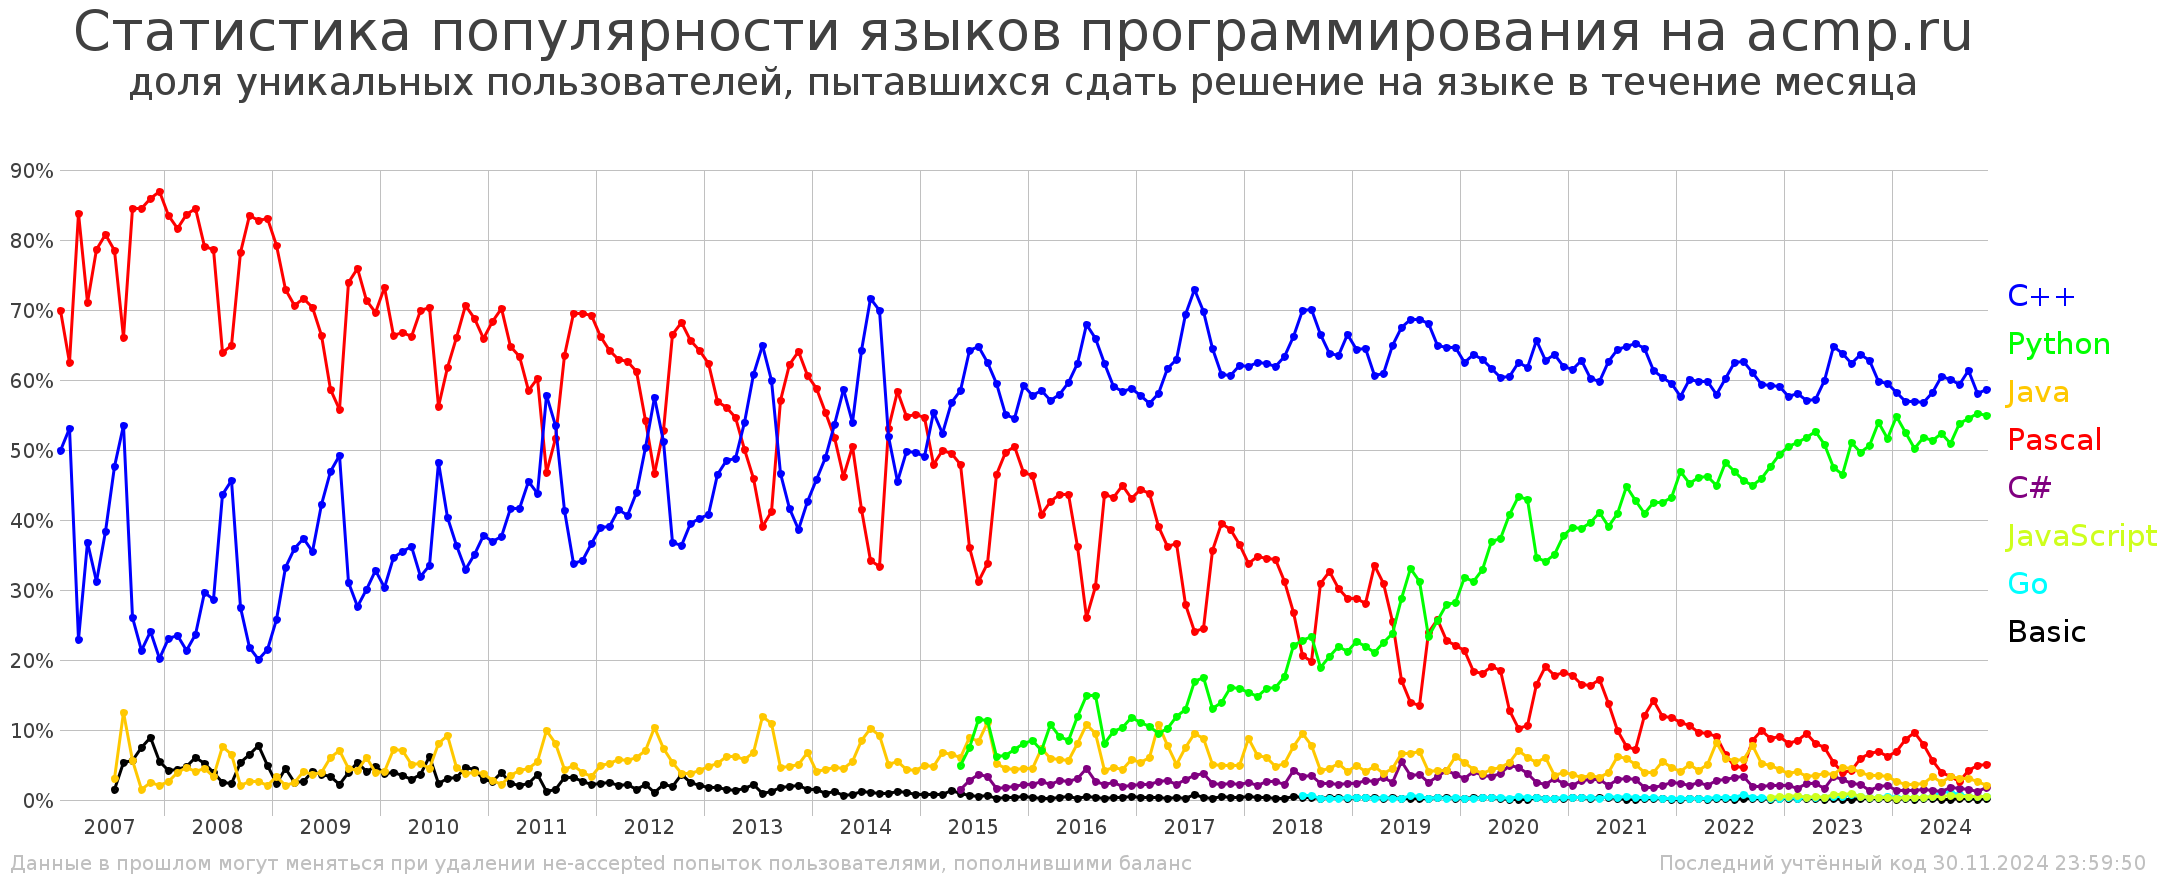 Статистика популярности языков программирования на acmp.ru
доля уникальных пользователей, пытавшихся сдать решение на языке в течение месяца
90%
80%
70%
60%
50%
40%
30%
20%
10%
0%
C++
Python
Java
Pascal
C#
JavaScript
Go
Basic
2007 2008 2009 2010 2011 2012 2013 2014 2015 2016 2017 2018 2019 2020 2021 2022 2023 2024
Данные в прошлом могут меняться при удалении не-accepted попыток пользователями, пополнившими баланс
Последний учтённый код 30.11.2024 23:59:50